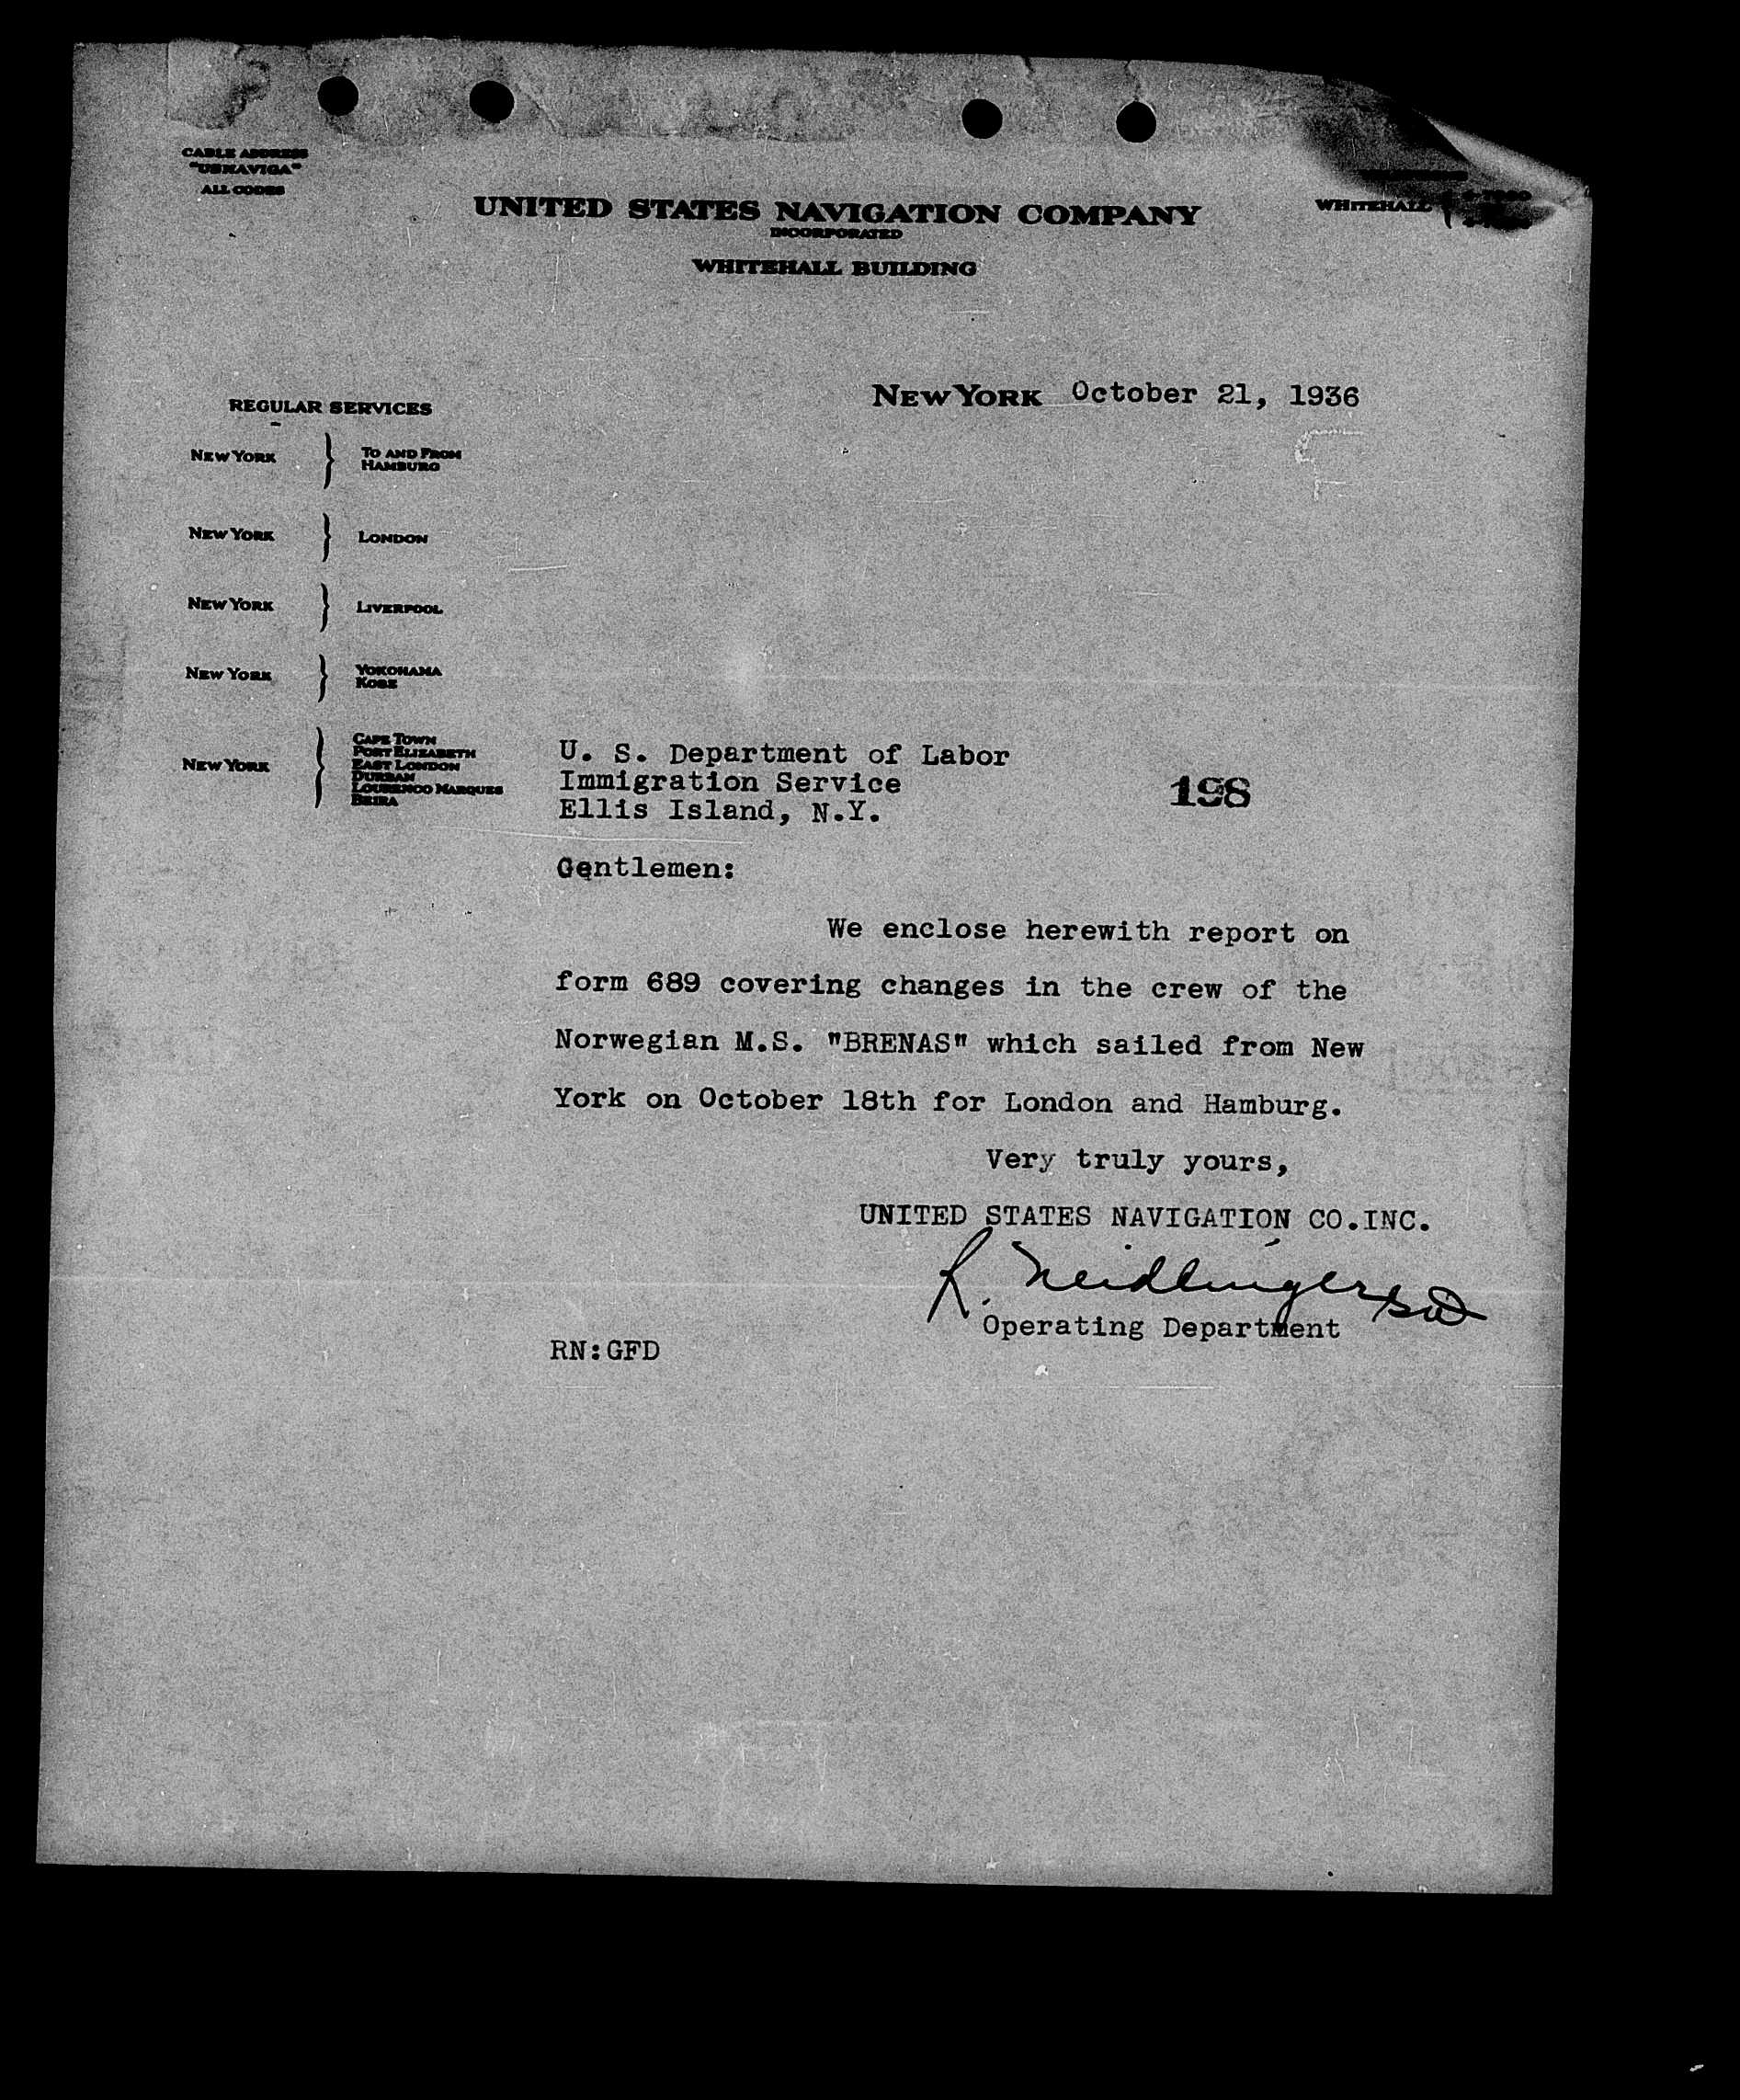 CABLE ADDRESS
"USNAVIGA"
ALL CODES
UNITED STATES NAVIGATION COMPANY
INCORPORATED
WHITEHALL BUILDING
WHITEHALL
NEW YORK October 21, 1936
REGULAR SERVICES
NEW YORK } TO AND FROM
HAMBURG
NEW YORK } LONDON
NEW YORK } LIVERPOOL
NEW YORK } YOKOHAMA
KOBE
NEW YORK } CAPE TOWN
PORT ELIZABETH
EAST LONDON
DURBAN
LOURENCO MARQUES
BEIRA
U. S. Department of Labor
Immigration Service
Ellis Island, N.Y.
198
Gentlemen:
We enclose herewith report on
form 689 covering changes in the crew of the
Norwegian M.S. "BRENAS" which sailed from New
York on October 18th for London and Hamburg.
Very truly yours,
UNITED STATES NAVIGATION CO.INC.
R. Neidlinger
Operating Department
RN:GFD